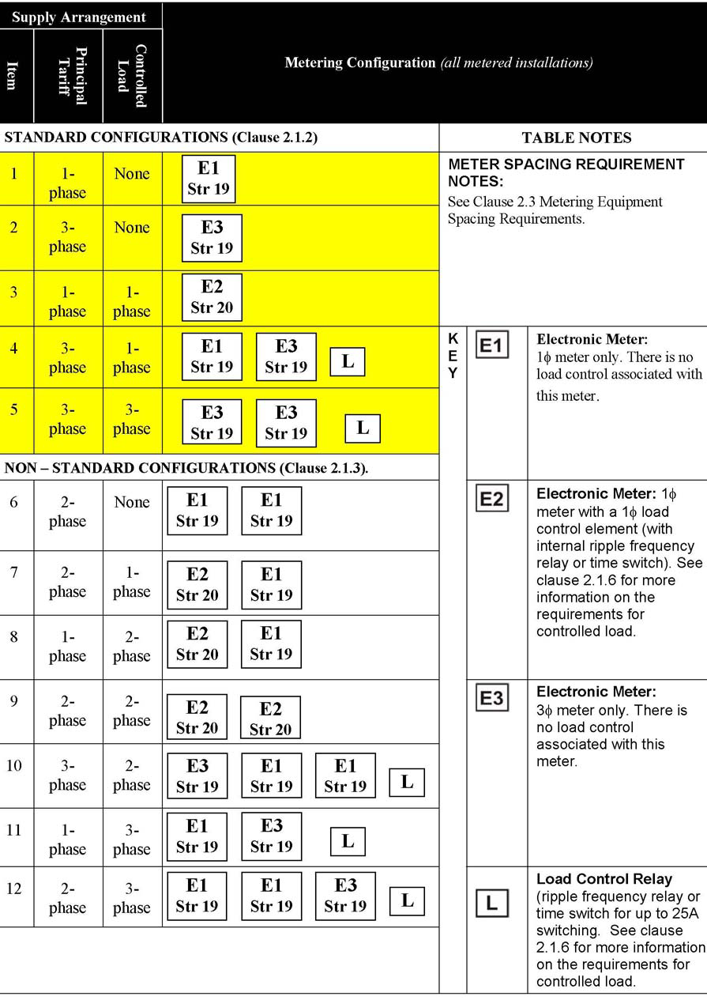 Supply Arrangement
Item
Principal
Tariff
Controlled
Load
Metering Configuration (all metered installations)
STANDARD CONFIGURATIONS (Clause 2.1.2)
1
1-
phase
None
E1
Str 19
2
3-
phase
None
E3
Str 19
3
1-
phase
1-
phase
E2
Str 20
4
3-
phase
1-
phase
E1
Str 19
E3
Str 19
L
5
3-
phase
3-
phase
E3
Str 19
E3
Str 19
L
NON – STANDARD CONFIGURATIONS (Clause 2.1.3).
6
2-
phase
None
E1
Str 19
E1
Str 19
7
2-
phase
1-
phase
E2
Str 20
E1
Str 19
8
1-
phase
2-
phase
E2
Str 20
E1
Str 19
9
2-
phase
2-
phase
E2
Str 20
E2
Str 20
10
3-
phase
2-
phase
E3
Str 19
E1
Str 19
E1
Str 19
L
11
1-
phase
3-
phase
E1
Str 19
E3
Str 19
L
12
2-
phase
3-
phase
E1
Str 19
E1
Str 19
E3
Str 19
L
TABLE NOTES
METER SPACING REQUIREMENT
NOTES:
See Clause 2.3 Metering Equipment
Spacing Requirements.
K
E
Y
E1
Electronic Meter:
1ϕ meter only. There is no
load control associated with
this meter.
E2
Electronic Meter: 1ϕ
meter with a 1ϕ load
control element (with
internal ripple frequency
relay or time switch). See
clause 2.1.6 for more
information on the
requirements for
controlled load.
E3
Electronic Meter:
3ϕ meter only. There is
no load control
associated with this
meter.
L
Load Control Relay
(ripple frequency relay or
time switch for up to 25A
switching. See clause
2.1.6 for more information
on the requirements for
controlled load.